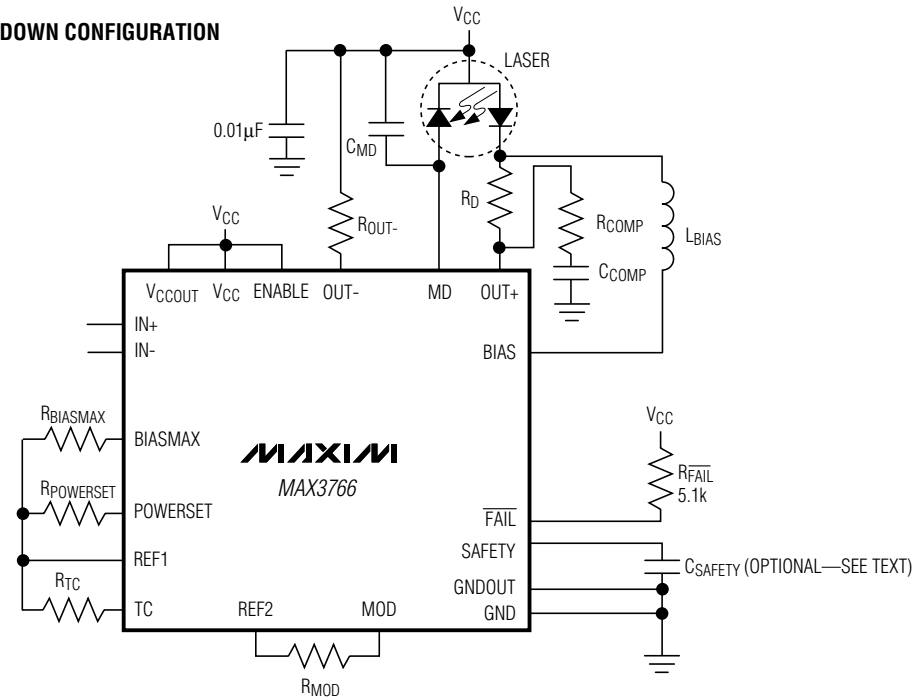 DOWN CONFIGURATION
VCC
LASER
0.01μF
CMD
RD
RCOMP
LBIAS
VCC
ROUT-
CCOMP
VCCOUT VCC ENABLE OUT- MD OUT+
IN+
IN-
BIAS
RBIASMAX
BIASMAX
MAXIM
MAX3766
VCC
RFAIL
5.1k
RPOWERSET
POWERSET
FAIL
SAFETY
CSAFETY (OPTIONAL—SEE TEXT)
REF1
GNDOUT
RTC
TC
REF2
MOD
GND
RMOD